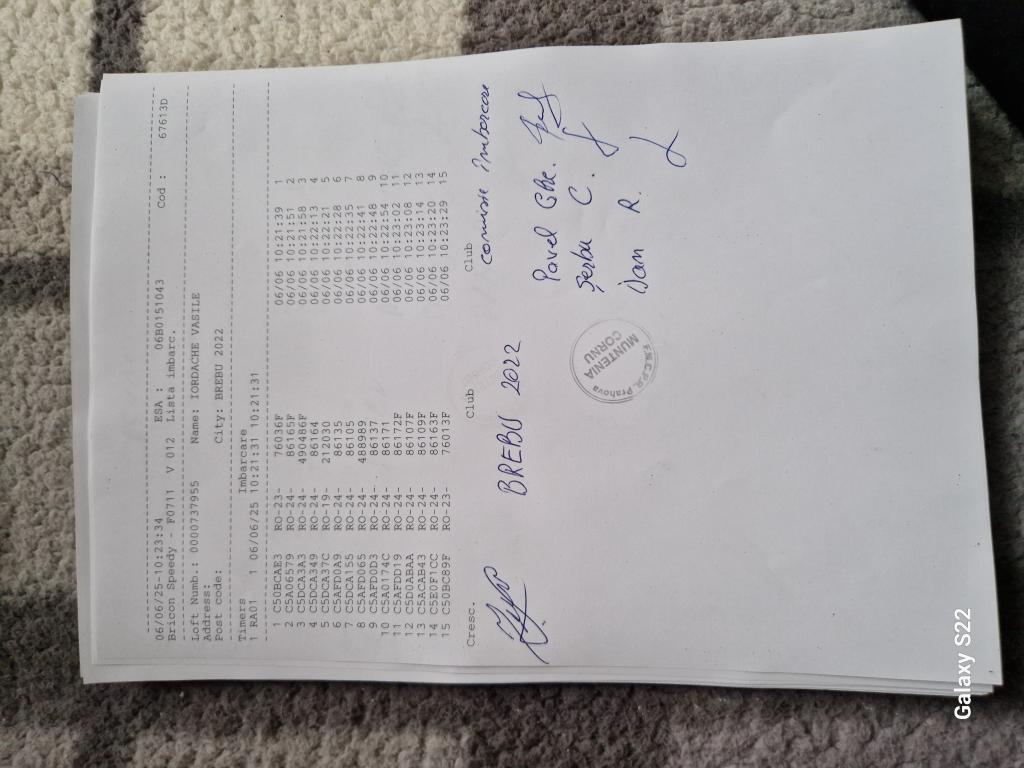 06/06/25-10:23:34 ESA : 06B0151043 Cod : 67613D
Bricon Speedy - F0711 V 012 Lista imbarc.
Loft Numb.: 0000737955 Name: IORDACHE VASILE
Address:
Post code: City: BREBU 2022
Timers Imbarcare
1 RA01 1 06/06/25 10:21:31 10:21:31
1 C50BCAE3 RO-23- 76036F 06/06 10:21:39 1
2 C5A06579 RO-24- 86165F 06/06 10:21:51 2
3 C5DCA3A3 RO-24- 490486F 06/06 10:21:58 3
4 C5DCA349 RO-24- 86164 06/06 10:22:13 4
5 C5DCA37C RO-19- 212030 06/06 10:22:21 5
6 C5AFD0A9 RO-24- 86135 06/06 10:22:28 6
7 C5DCA155 RO-24- 86105 06/06 10:22:35 7
8 C5AFD065 RO-24- 488989 06/06 10:22:41 8
9 C5AFD0D3 RO-24- 86137 06/06 10:22:48 9
10 C5A0174C RO-24- 86171 06/06 10:22:54 10
11 C5AFDD19 RO-24- 86172F 06/06 10:23:02 11
12 C5D0ABAA RO-24- 86107F 06/06 10:23:08 12
13 C5ACAB43 RO-24- 86109F 06/06 10:23:14 13
14 C5E0F1CC RO-24- 86163F 06/06 10:23:20 14
15 C50BC89F RO-23- 76013F 06/06 10:23:29 15
Cresc. Club Club
comisie Imbarcare
BREBU 2022
Pavel Ghe.
Șerbu C.
Dan R.
F.N.C.P.R. Prahova
MUNTENIA
CORNU
Galaxy S22